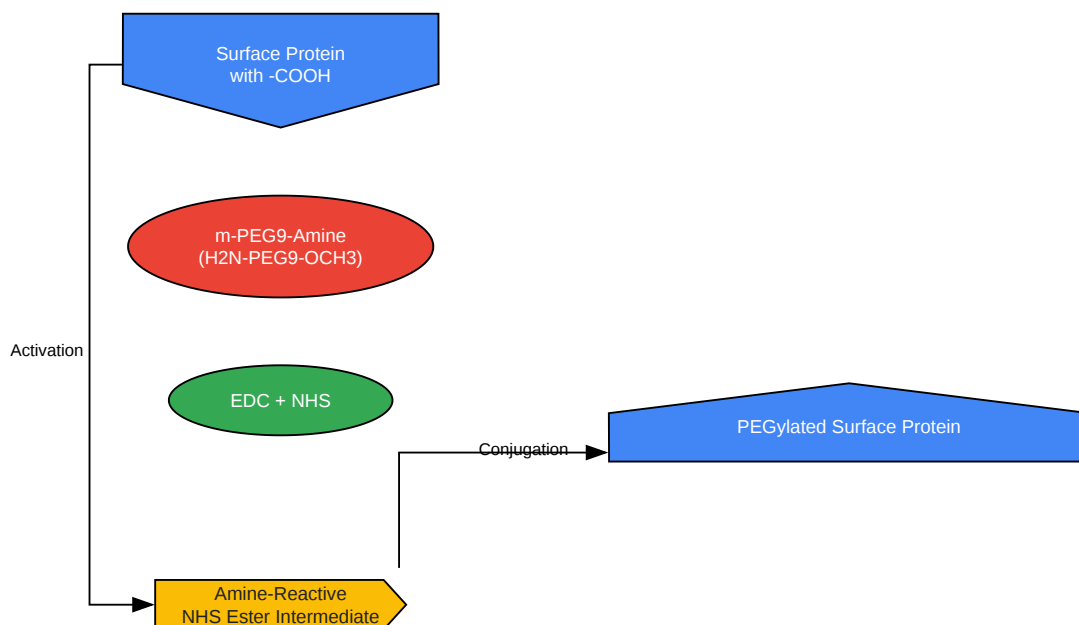 Surface Protein
with -COOH
m-PEG9-Amine
(H2N-PEG9-OCH3)
Activation
EDC + NHS
PEGylated Surface Protein
Conjugation
Amine-Reactive
NHS Ester Intermediate